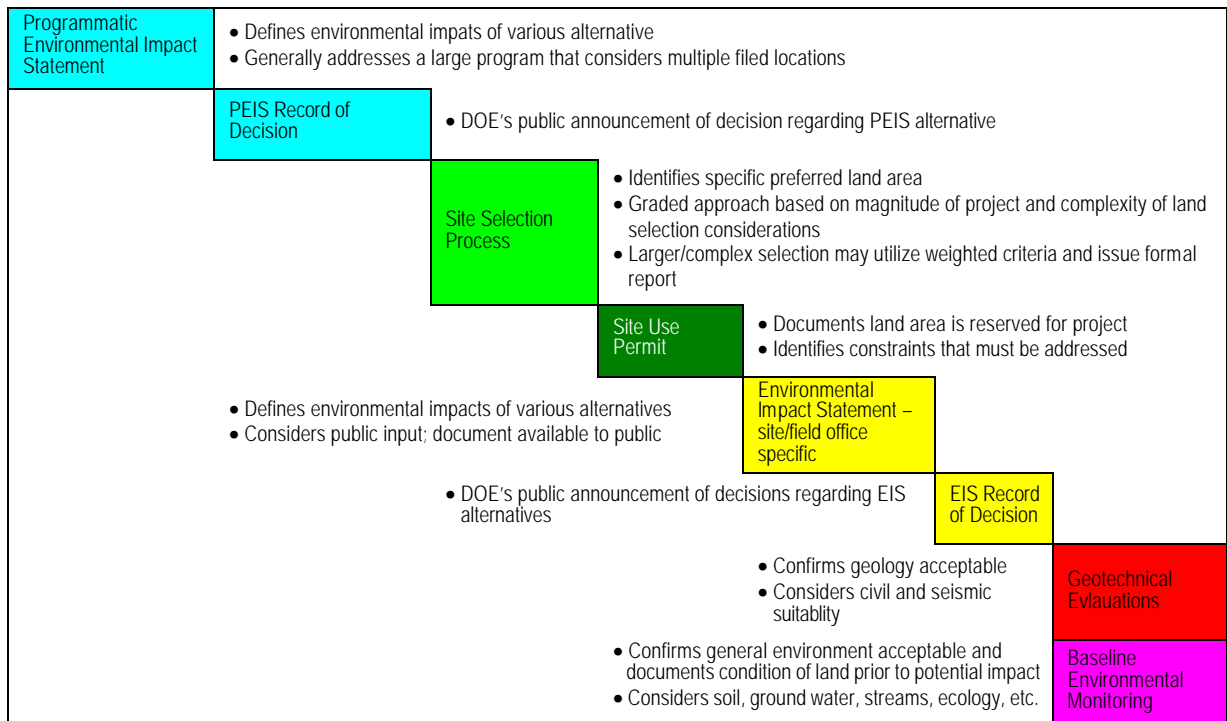 Programmatic
Environmental Impact
Statement
• Defines environmental impats of various alternative
• Generally addresses a large program that considers multiple filed locations
PEIS Record of
Decision
• DOE's public announcement of decision regarding PEIS alternative
Site Selection
Process
• Identifies specific preferred land area
• Graded approach based on magnitude of project and complexity of land
selection considerations
• Larger/complex selection may utilize weighted criteria and issue formal
report
Site Use
Permit
• Documents land area is reserved for project
• Identifies constraints that must be addressed
• Defines environmental impacts of various alternatives
• Considers public input; document available to public
Environmental
Impact Statement –
site/field office
specific
• DOE's public announcement of decisions regarding EIS
alternatives
EIS Record
of Decision
• Confirms geology acceptable
• Considers civil and seismic
suitablity
Geotechnical
Evlauations
• Confirms general environment acceptable and
documents condition of land prior to potential impact
• Considers soil, ground water, streams, ecology, etc.
Baseline
Environmental
Monitoring